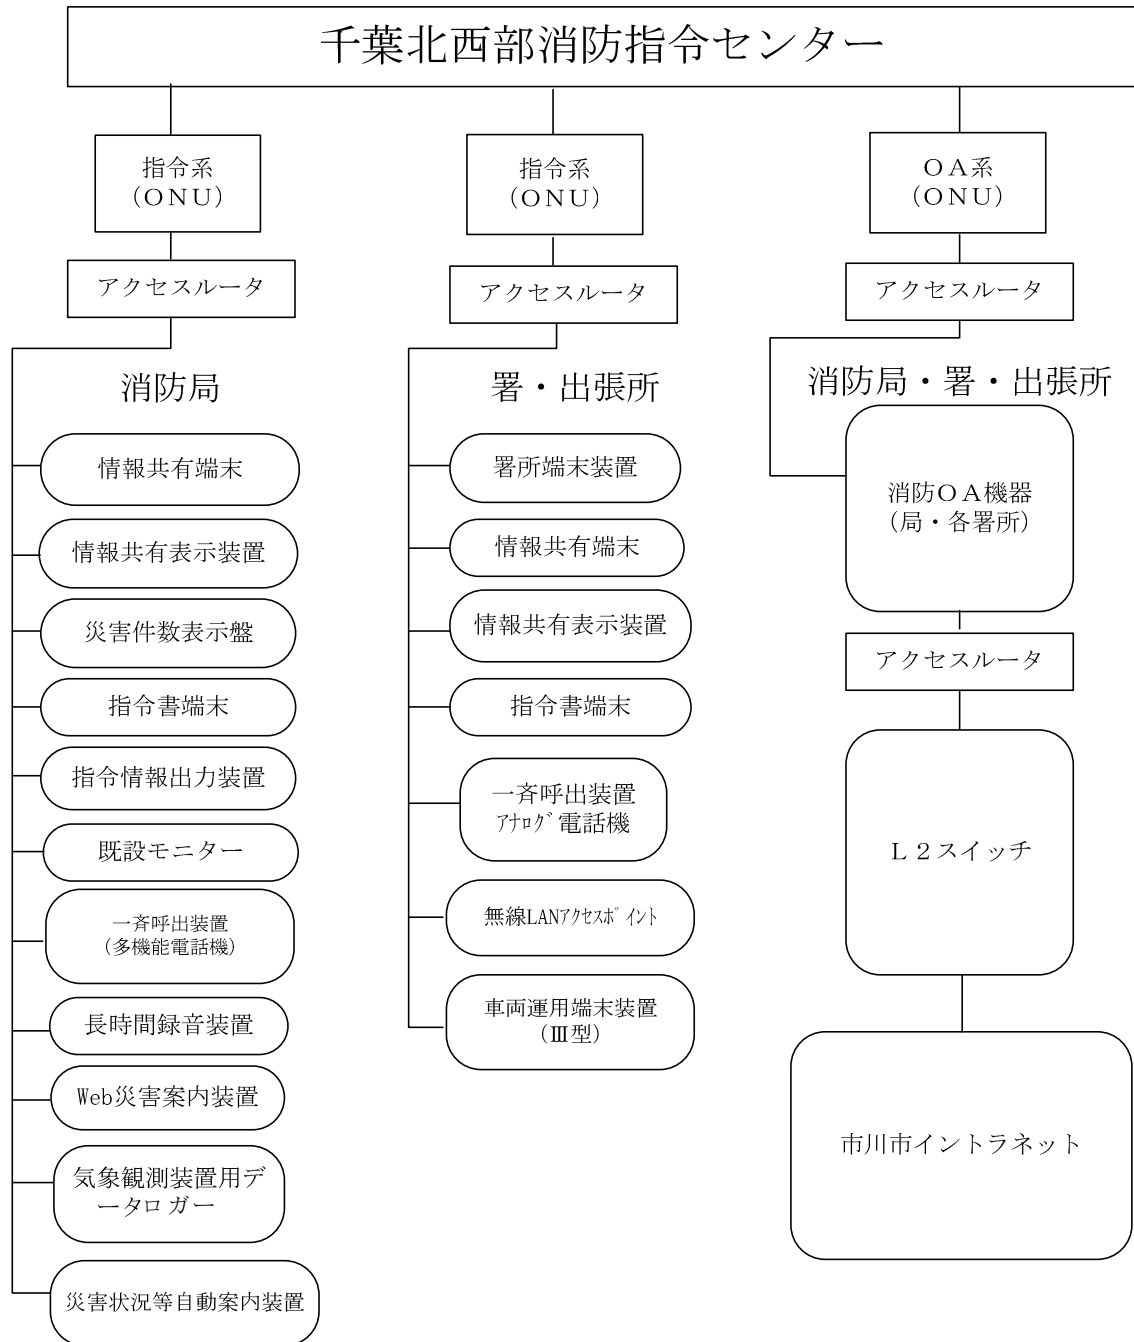 千葉北西部消防指令センター
指令系
(ONU)
アクセスルータ
消防局
情報共有端末
情報共有表示装置
災害件数表示盤
指令書端末
指令情報出力装置
既設モニター
一斉呼出装置
(多機能電話機)
長時間録音装置
Web災害案内装置
気象観測装置用デ
ータロガー
災害状況等自動案内装置
指令系
(ONU)
アクセスルータ
署・出張所
署所端末装置
情報共有端末
情報共有表示装置
指令書端末
一斉呼出装置
アナログ電話機
無線LANアクセスポイント
車両運用端末装置
(Ⅲ型)
OA系
(ONU)
アクセスルータ
消防局・署・出張所
消防OA機器
(局・各署所)
アクセスルータ
L2スイッチ
市川市イントラネット